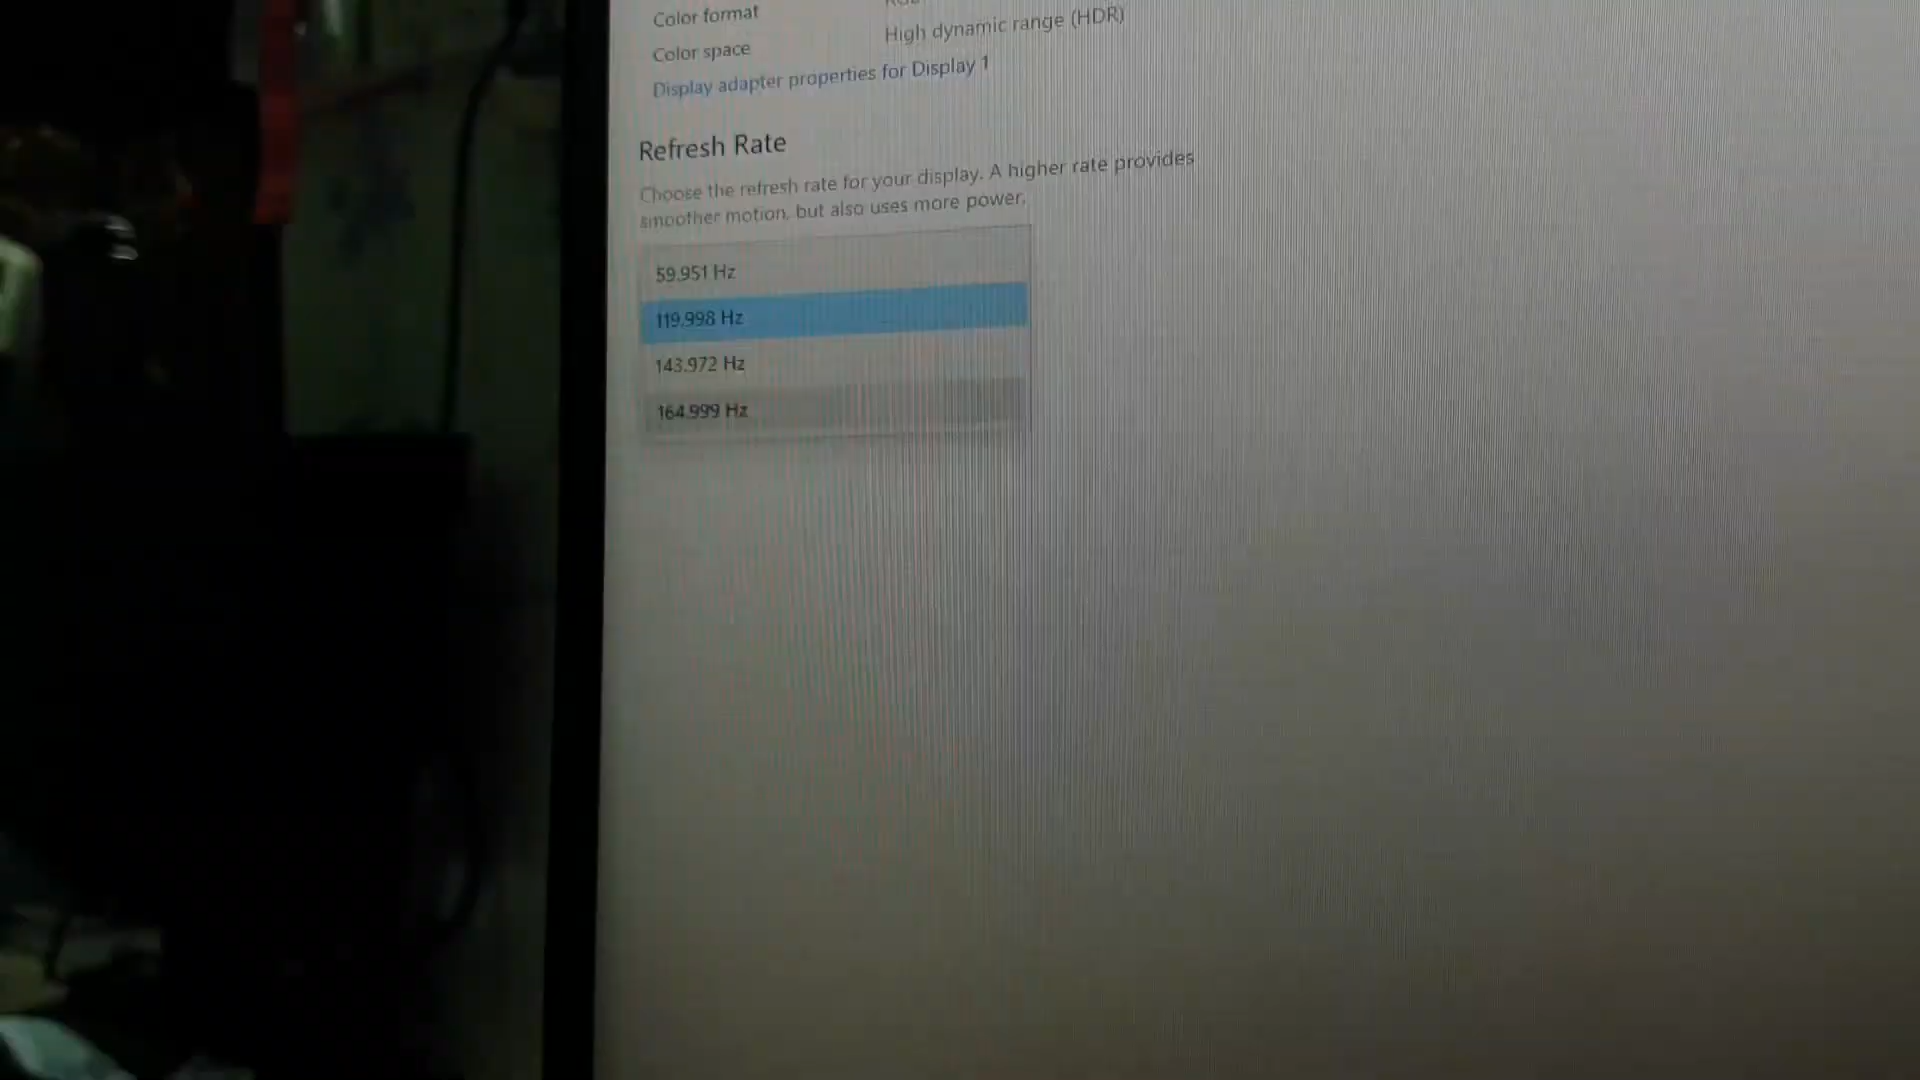 Color format
Color space High dynamic range (HDR)
Display adapter properties for Display 1
Refresh Rate
Choose the refresh rate for your display. A higher rate provides
smoother motion, but also uses more power.
59.951 Hz
119.998 Hz
143.972 Hz
164.999 Hz